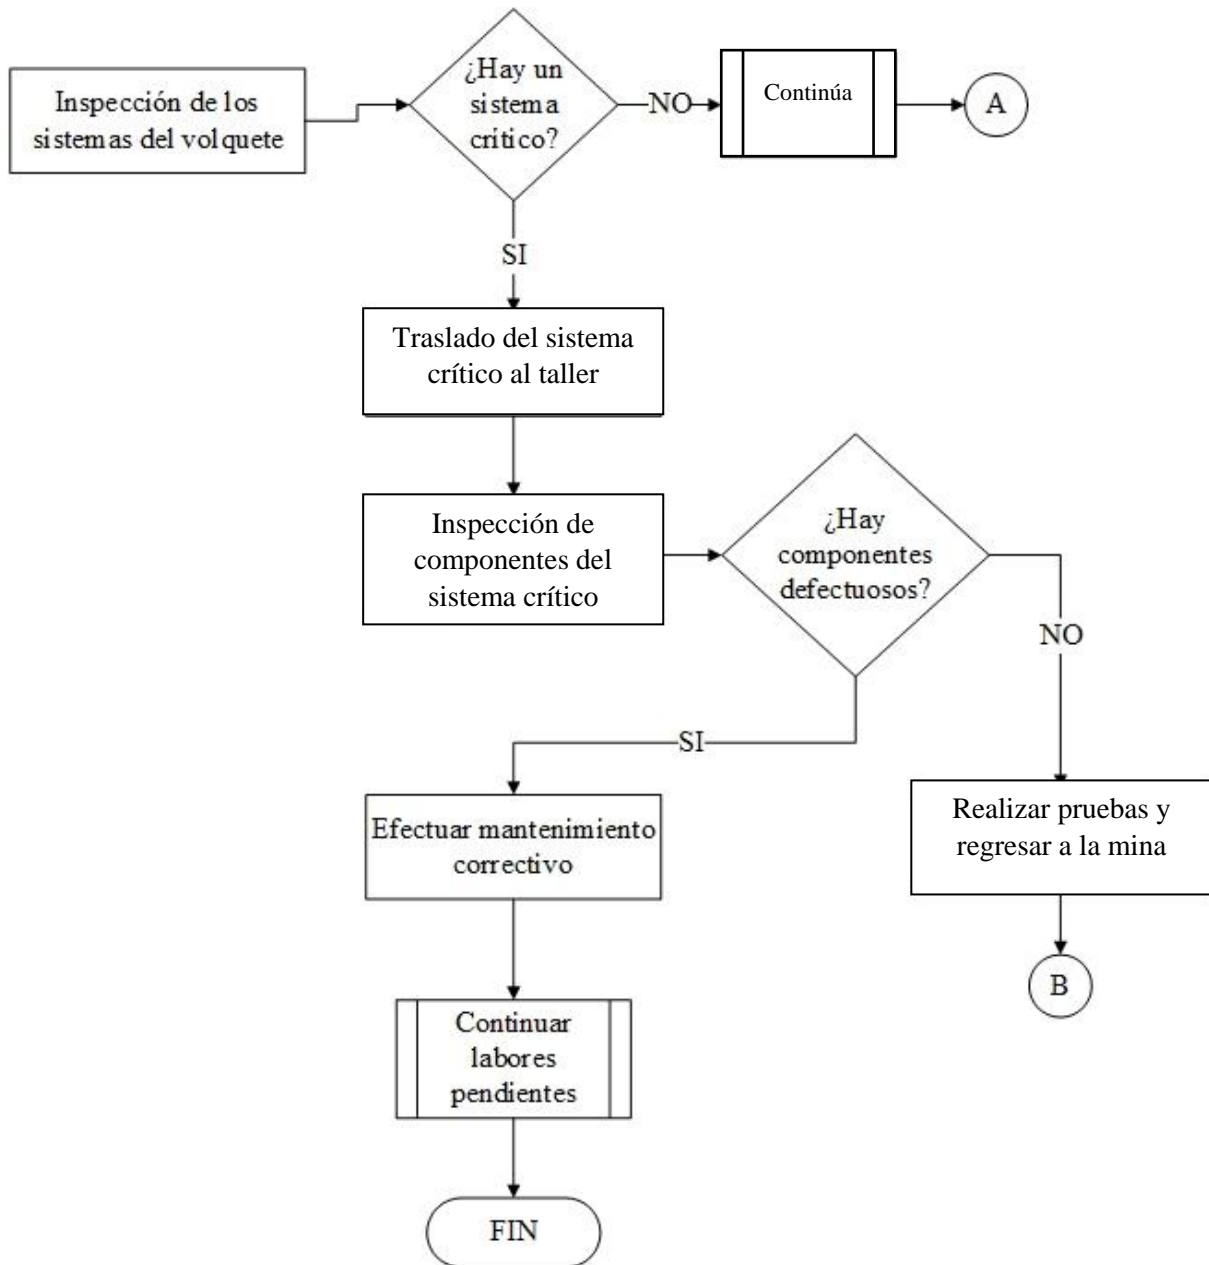 Inspección de los
sistemas del volquete
¿Hay un
sistema
crítico?
NO
Continúa
A
SI
Traslado del sistema
crítico al taller
Inspección de
componentes del
sistema crítico
¿Hay
componentes
defectuosos?
NO
SI
Efectuar mantenimiento
correctivo
Realizar pruebas y
regresar a la mina
B
Continuar
labores
pendientes
FIN